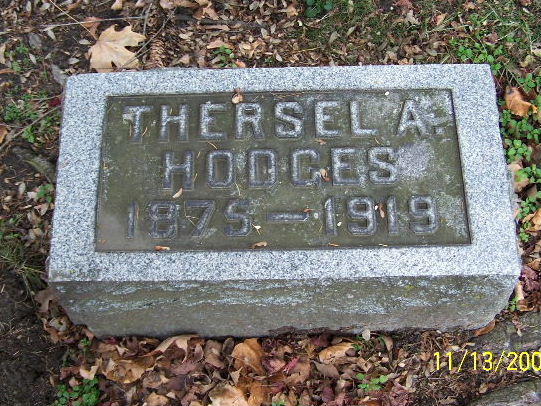 THERSEL A.
HODGES
1875–1919
11/13/200